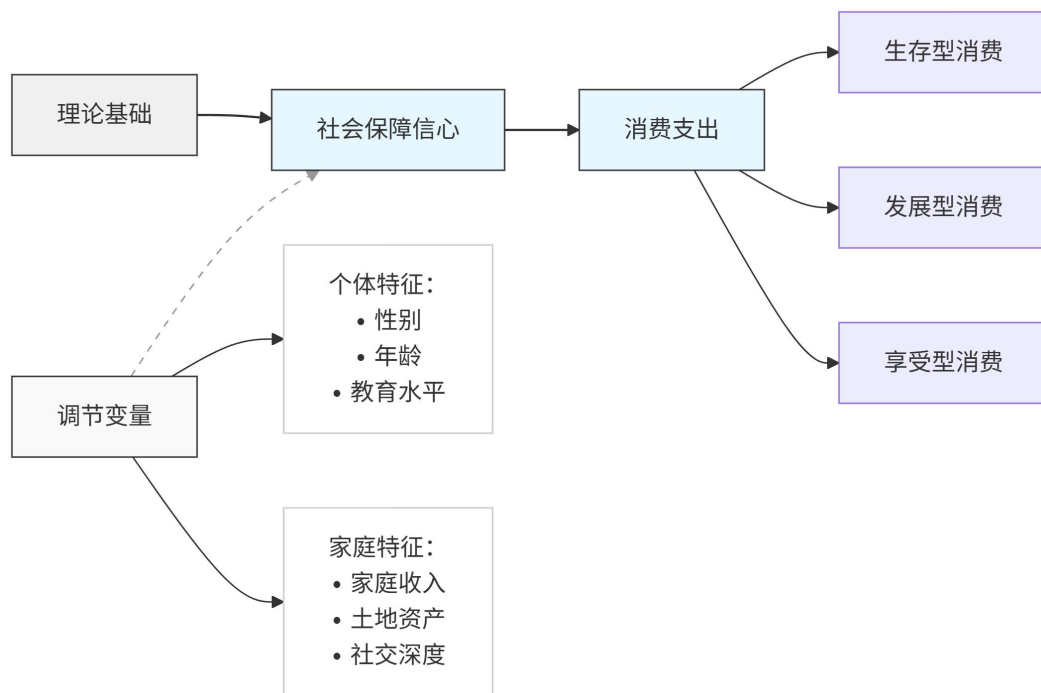 理论基础
社会保障信心
消费支出
生存型消费
发展型消费
享受型消费
调节变量
个体特征：
• 性别
• 年龄
• 教育水平
家庭特征：
• 家庭收入
• 土地资产
• 社交深度